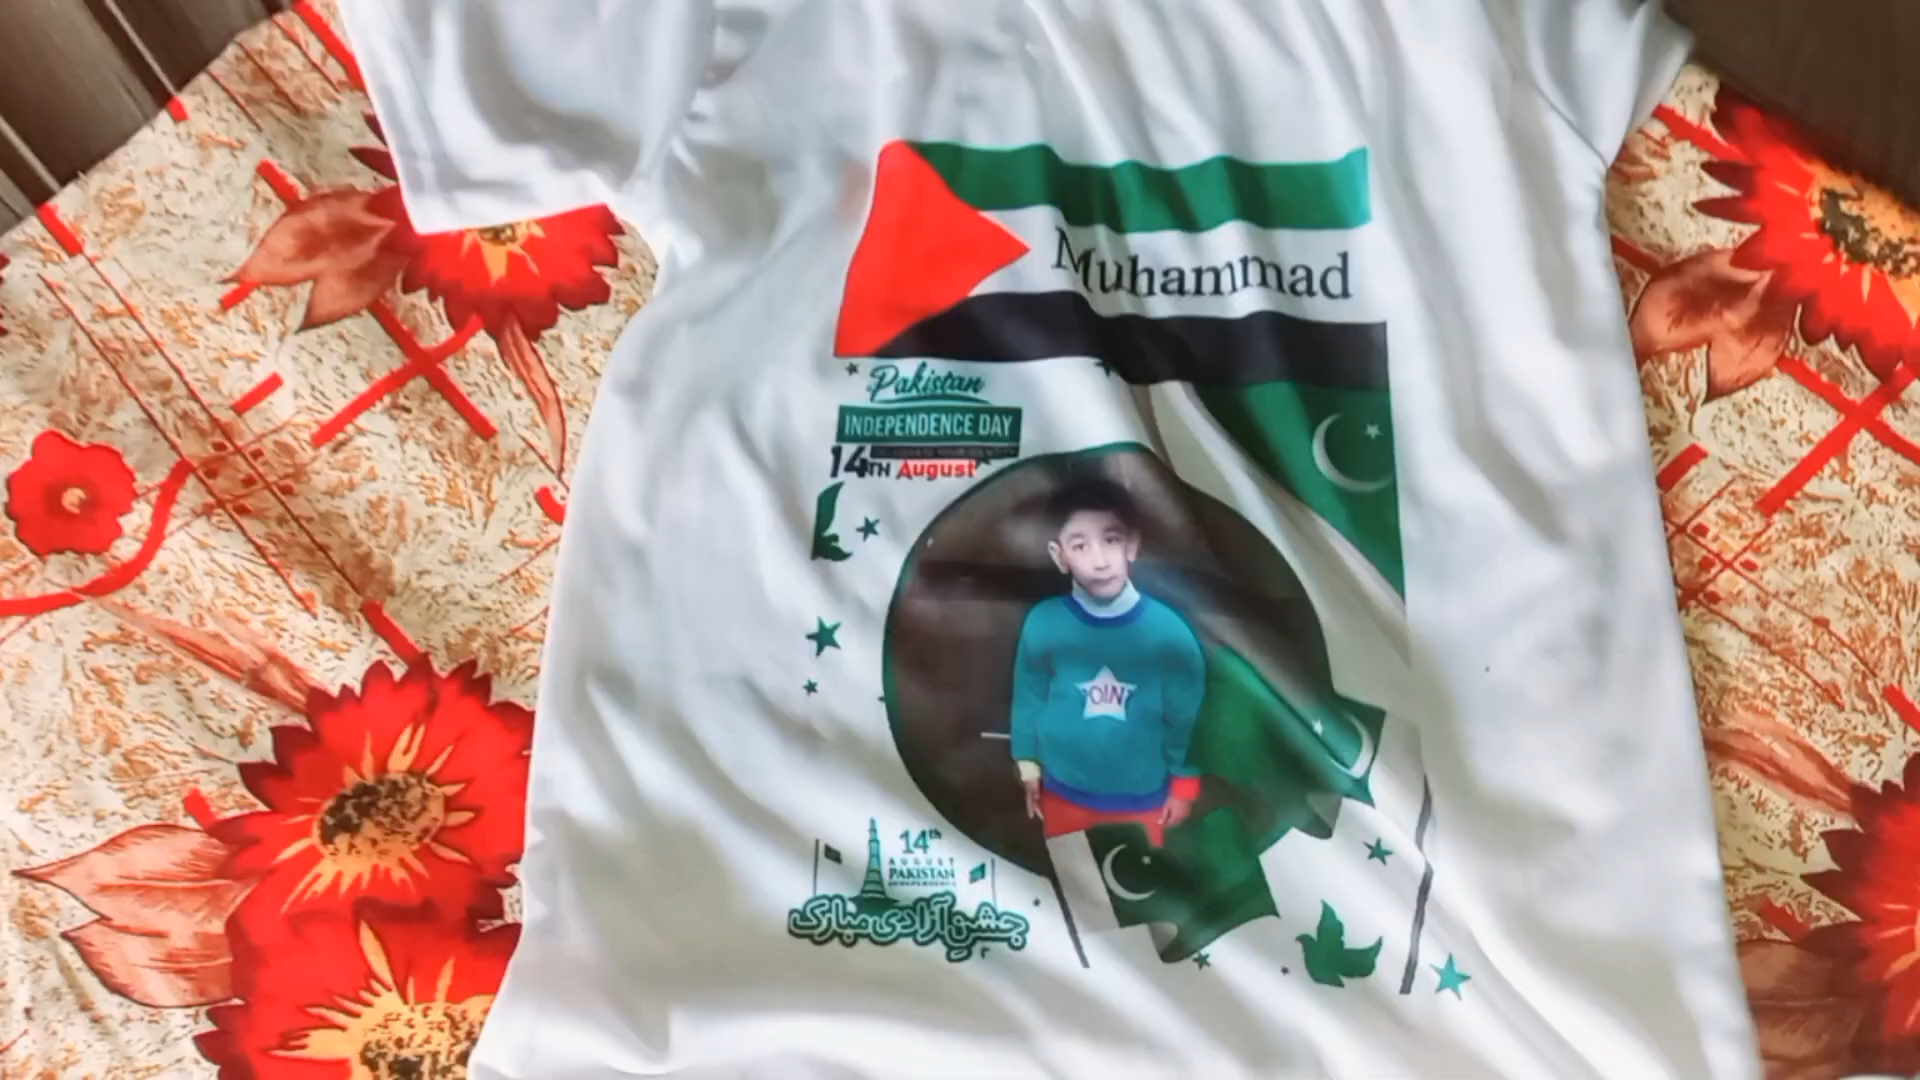 Muhammad
Pakistan
INDEPENDENCE DAY
14TH August
OIN
14th
AUGUST
PAKISTAN
جشنِ آزادی مبارک